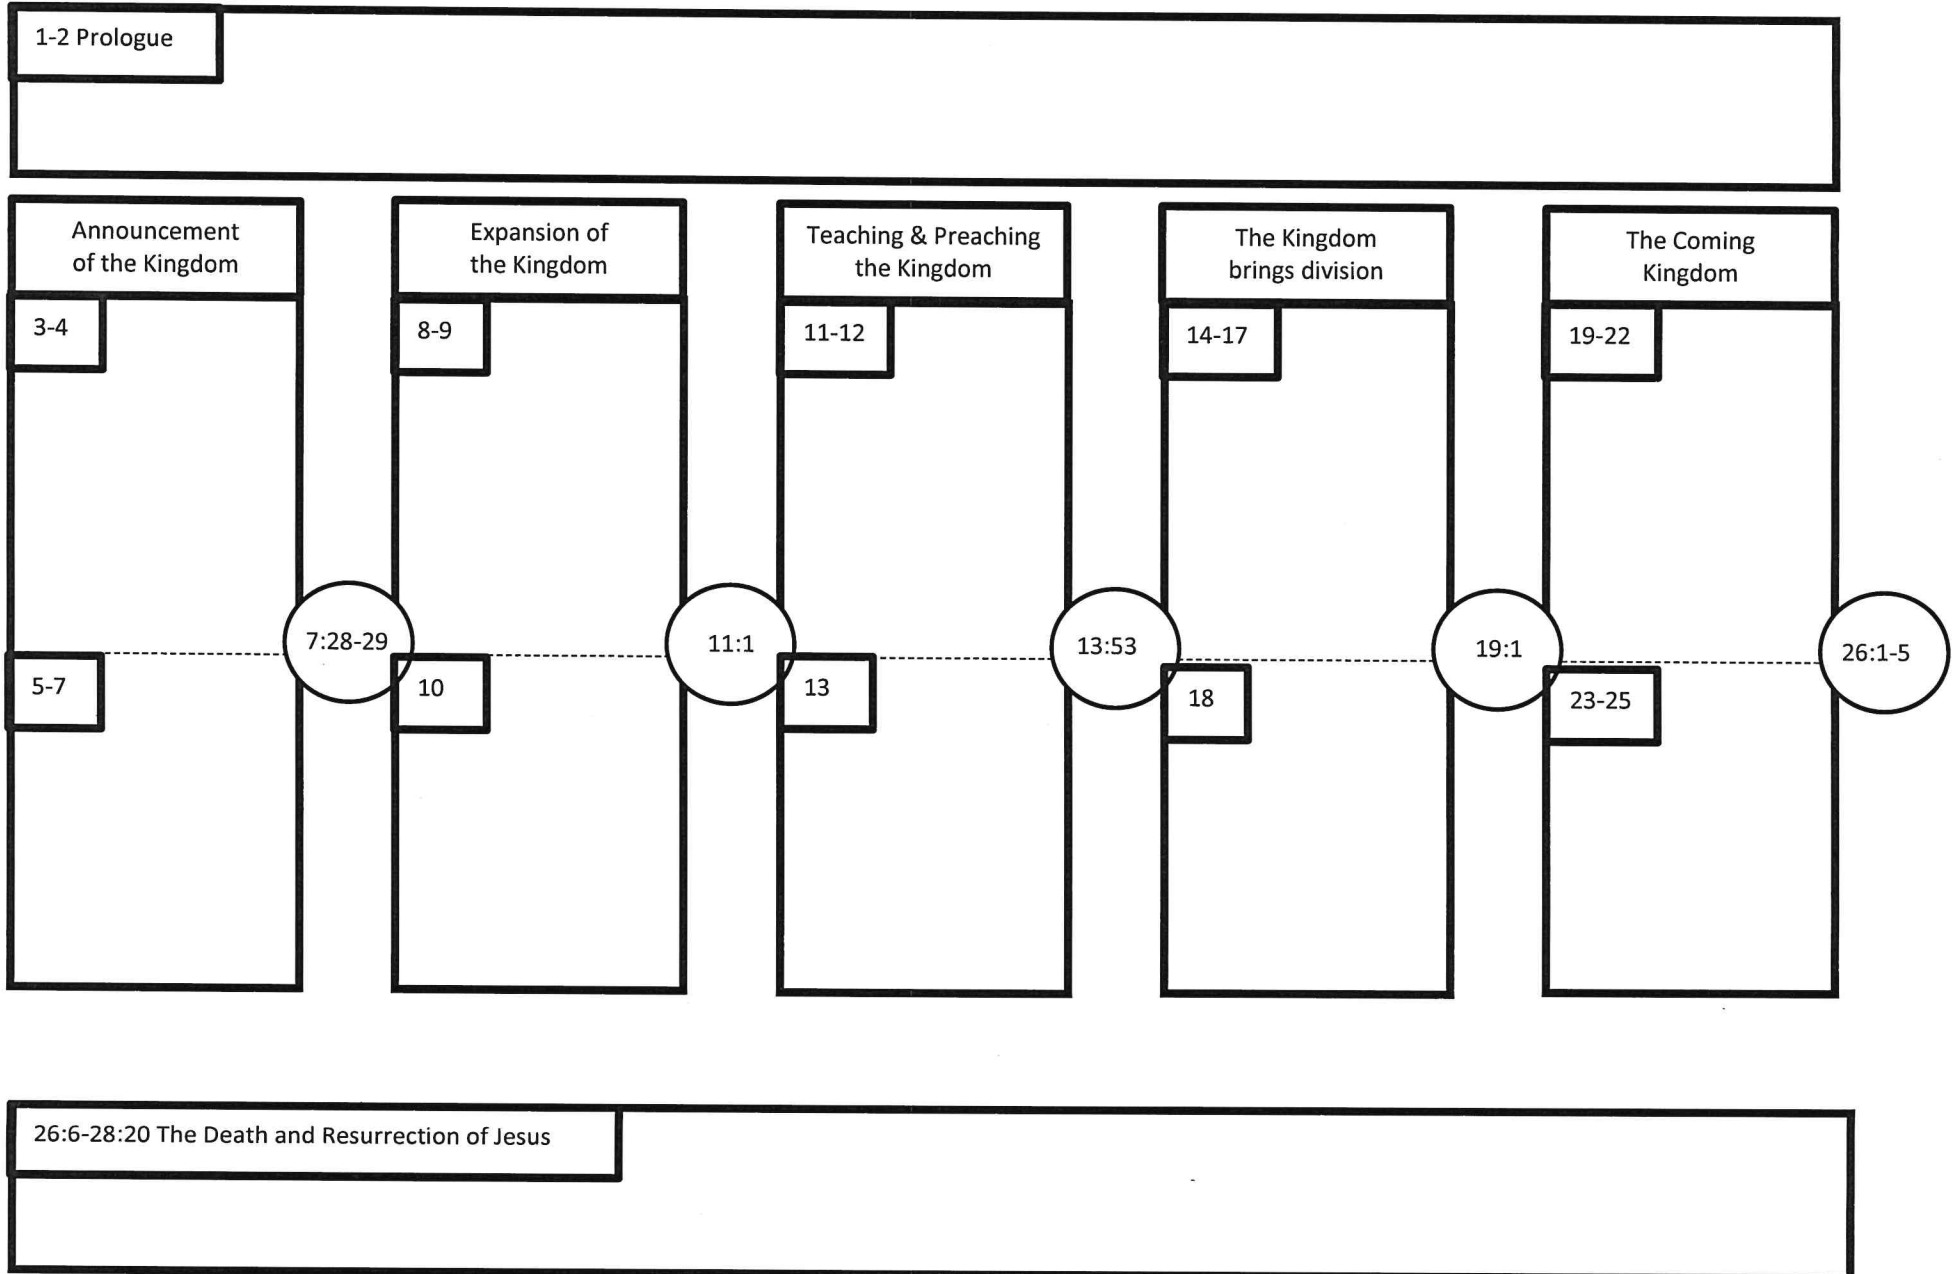 1-2 Prologue
Announcement
of the Kingdom
Expansion of
the Kingdom
Teaching & Preaching
the Kingdom
The Kingdom
brings division
The Coming
Kingdom
3-4
8-9
11-12
14-17
19-22
7:28-29
11:1
13:53
19:1
26:1-5
5-7
10
13
18
23-25
26:6-28:20 The Death and Resurrection of Jesus